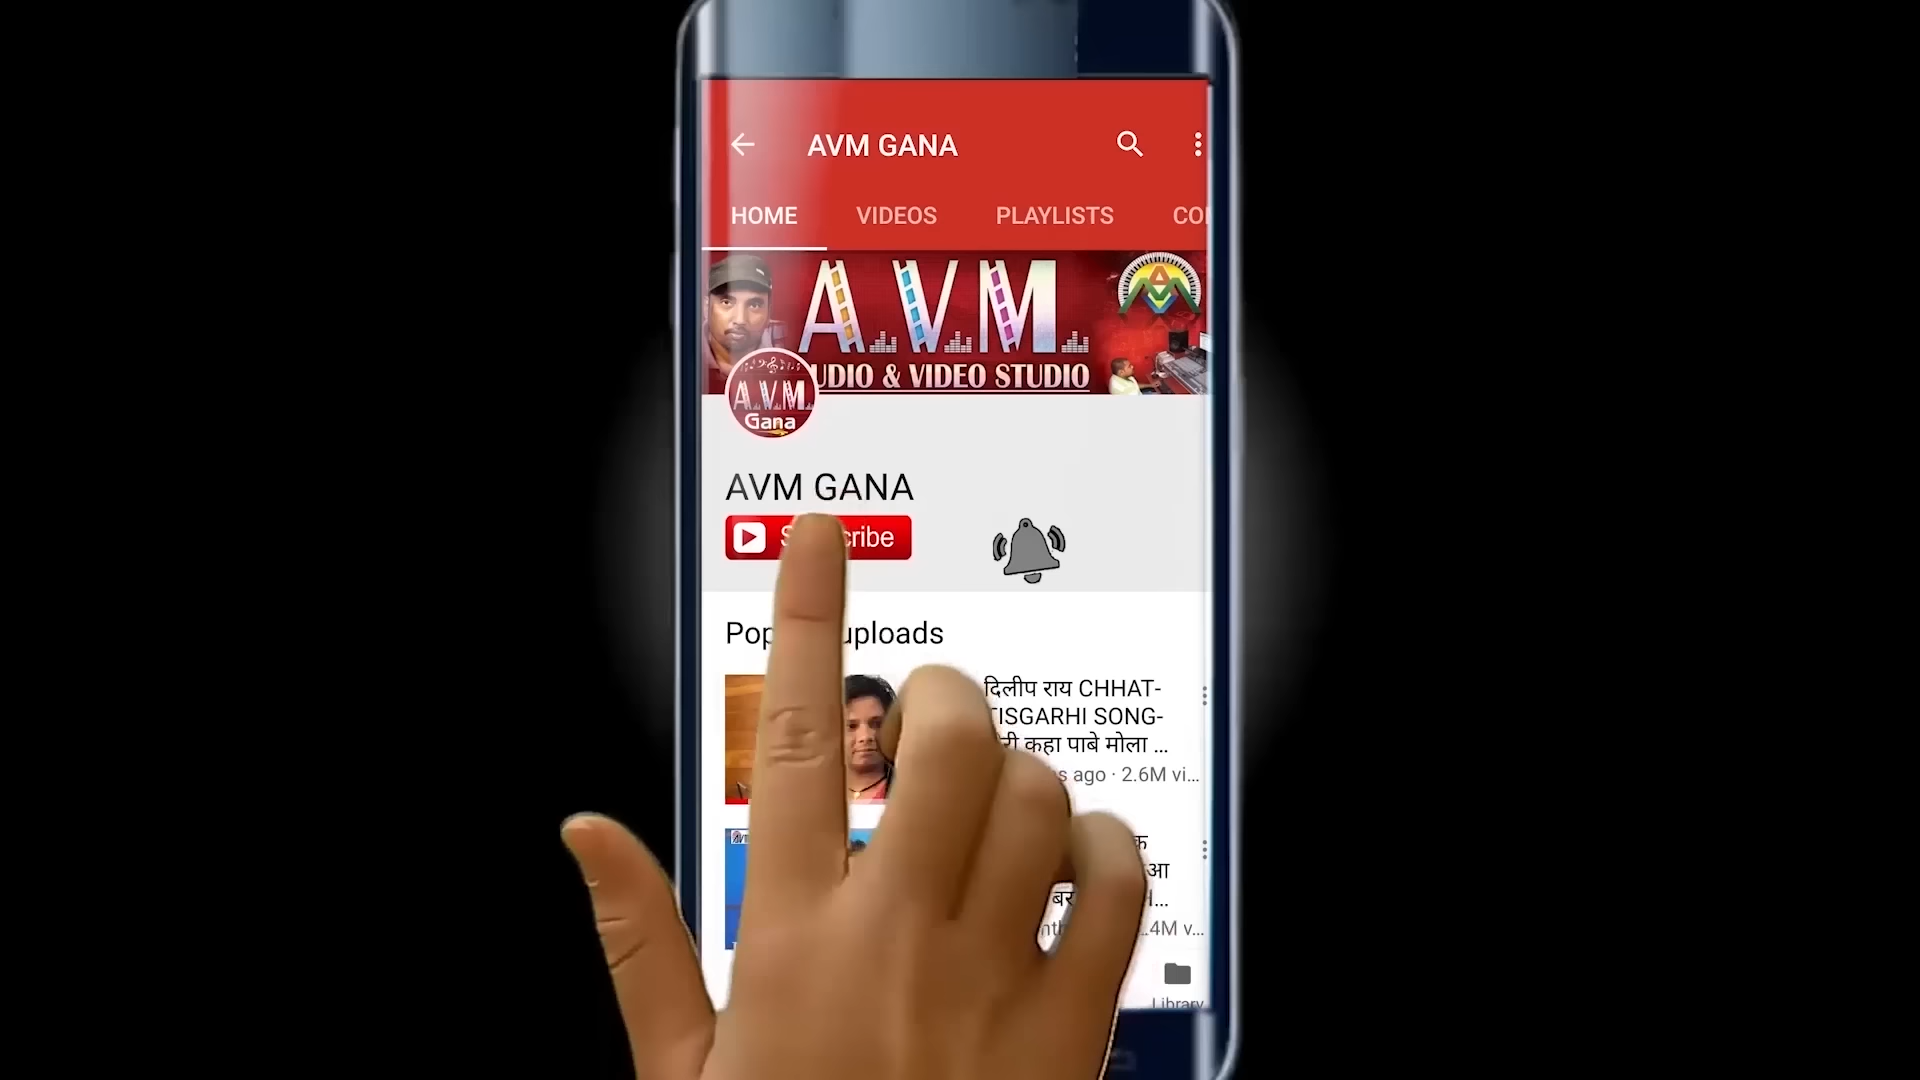 AVM GANA
HOME VIDEOS PLAYLISTS
A.V.M.
UDIO & VIDEO STUDIO
A.V.M.
Gana
AVM GANA
uploads
दिलीप राय CHHAT-
TISGARHI SONG-
कहा पाबे मोला ...
ago · 2.6M vi...
Library